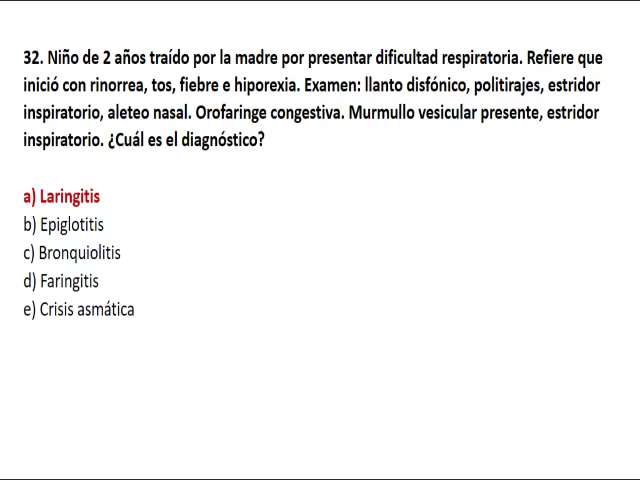 32. Niño de 2 años traído por la madre por presentar dificultad respiratoria. Refiere que
inició con rinorrea, tos, fiebre e hiporexia. Examen: llanto disfónico, politirajes, estridor
inspiratorio, aleteo nasal. Orofaringe congestiva. Murmullo vesicular presente, estridor
inspiratorio. ¿Cuál es el diagnóstico?
a) Laringitis
b) Epiglotitis
c) Bronquiolitis
d) Faringitis
e) Crisis asmática